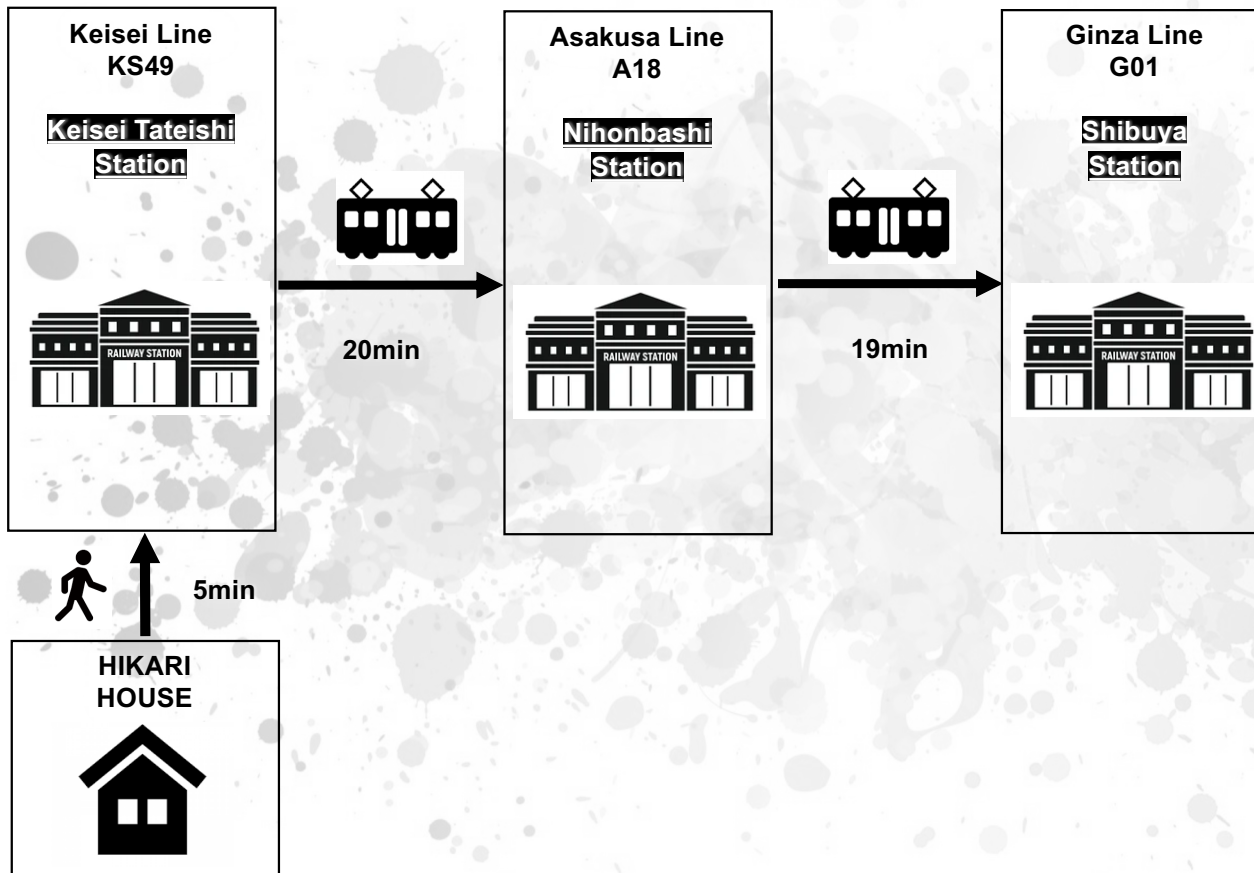 Keisei Line
KS49
Keisei Tateishi
Station
RAILWAY STATION
20min
Asakusa Line
A18
Nihonbashi
Station
RAILWAY STATION
19min
Ginza Line
G01
Shibuya
Station
RAILWAY STATION
5min
HIKARI
HOUSE